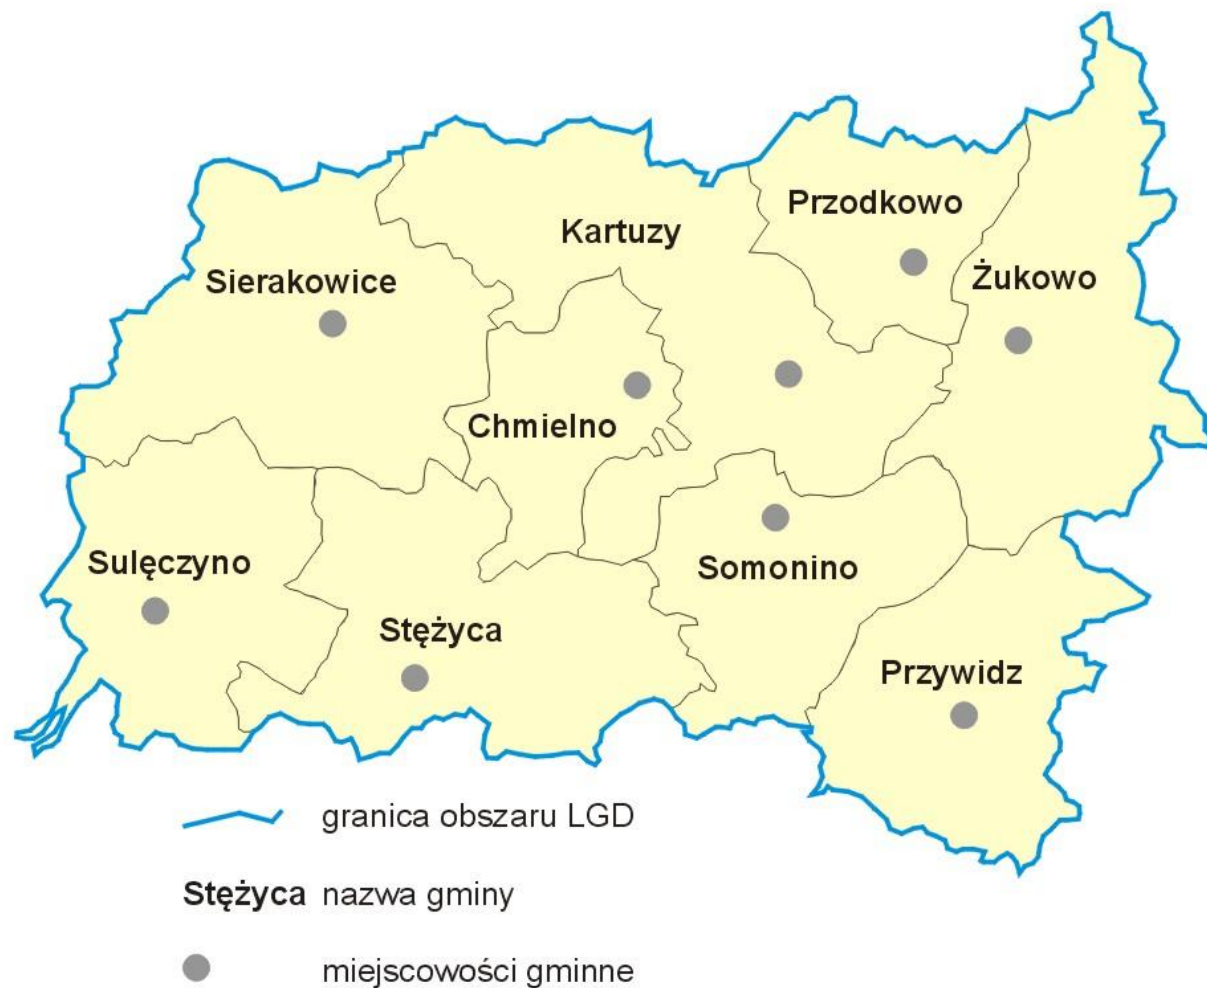 Przodkowo
Kartuzy
Żukowo
Sierakowice
Chmielno
Sulęczyno
Somonino
Stężyca
Przywidz
granica obszaru LGD
Stężyca nazwa gminy
miejscowości gminne